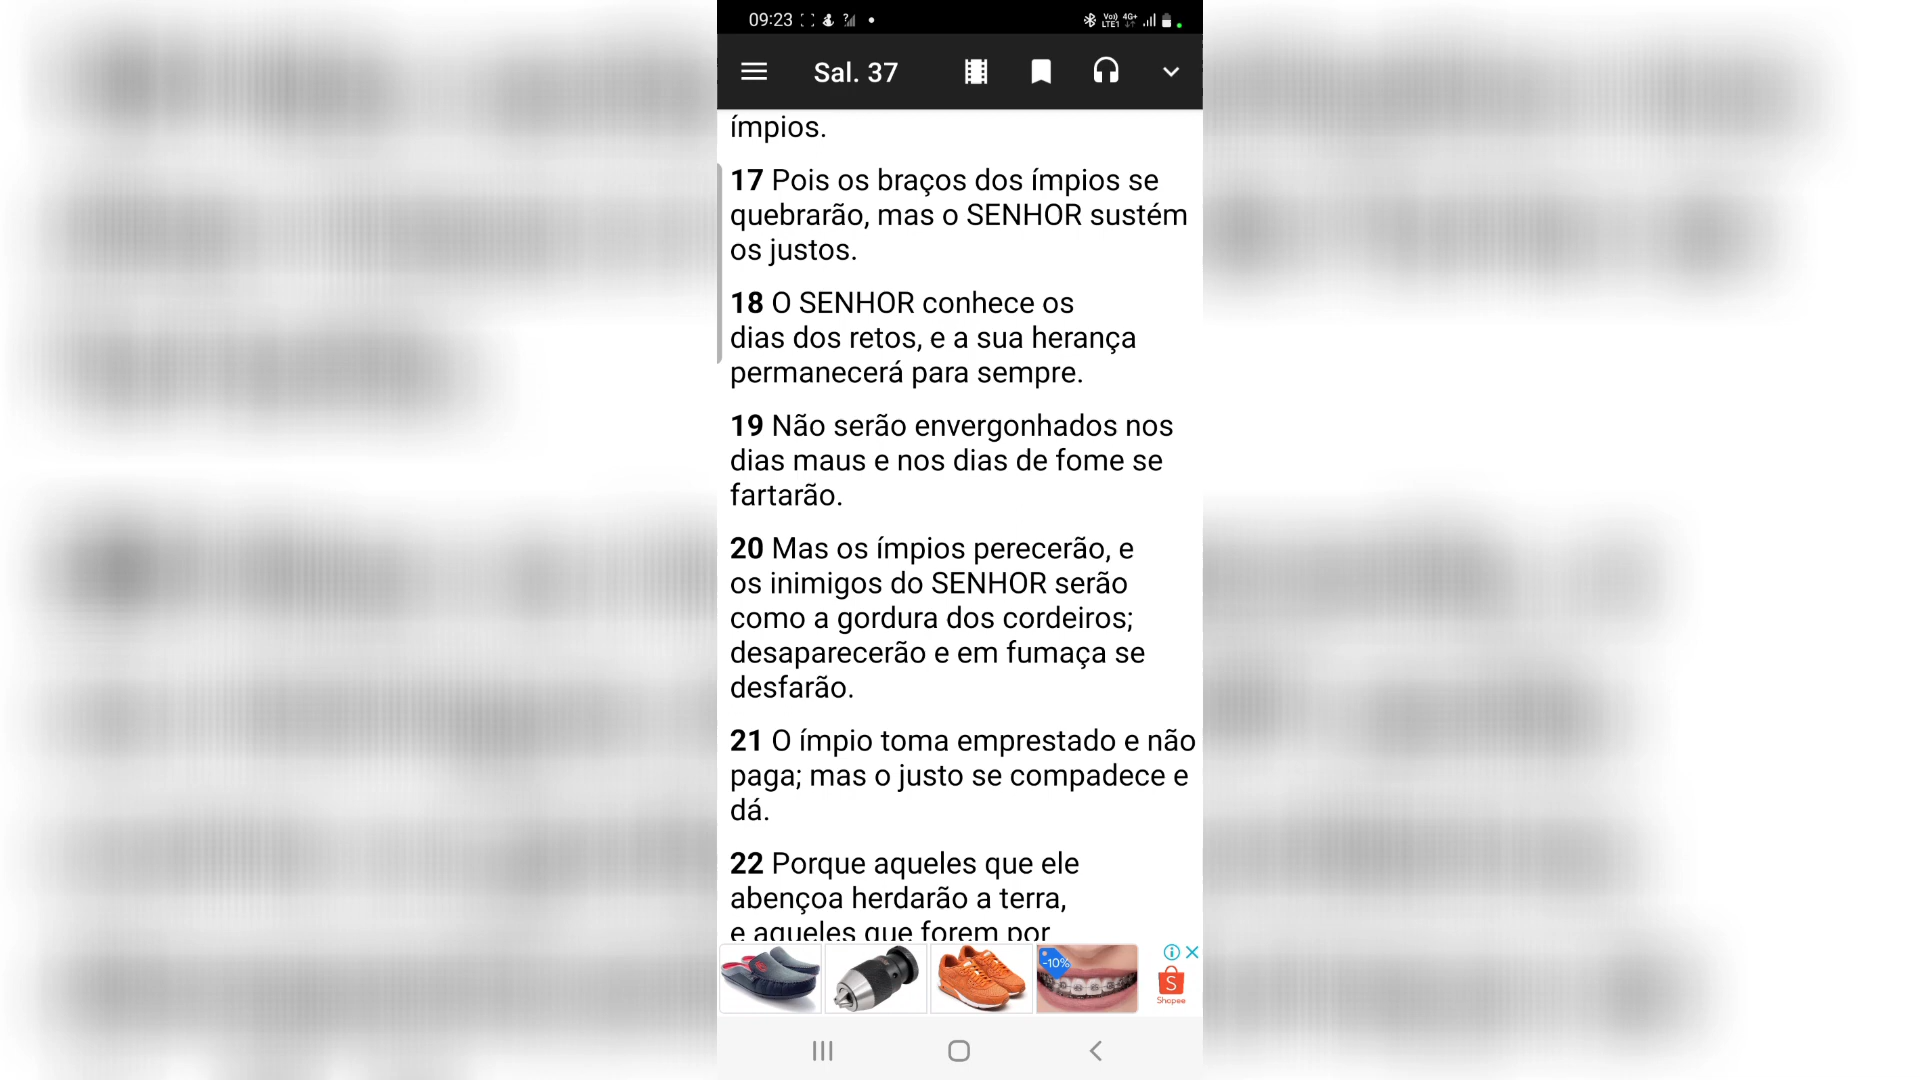 09:23
Vo) 4G+
LTE1
Sal. 37
ímpios.
17 Pois os braços dos ímpios se
quebrarão, mas o SENHOR sustém
os justos.
18 O SENHOR conhece os
dias dos retos, e a sua herança
permanecerá para sempre.
19 Não serão envergonhados nos
dias maus e nos dias de fome se
fartarão.
20 Mas os ímpios perecerão, e
os inimigos do SENHOR serão
como a gordura dos cordeiros;
desaparecerão e em fumaça se
desfarão.
21 O ímpio toma emprestado e não
paga; mas o justo se compadece e
dá.
22 Porque aqueles que ele
abençoa herdarão a terra,
e aqueles que forem por
-10%
Shopee